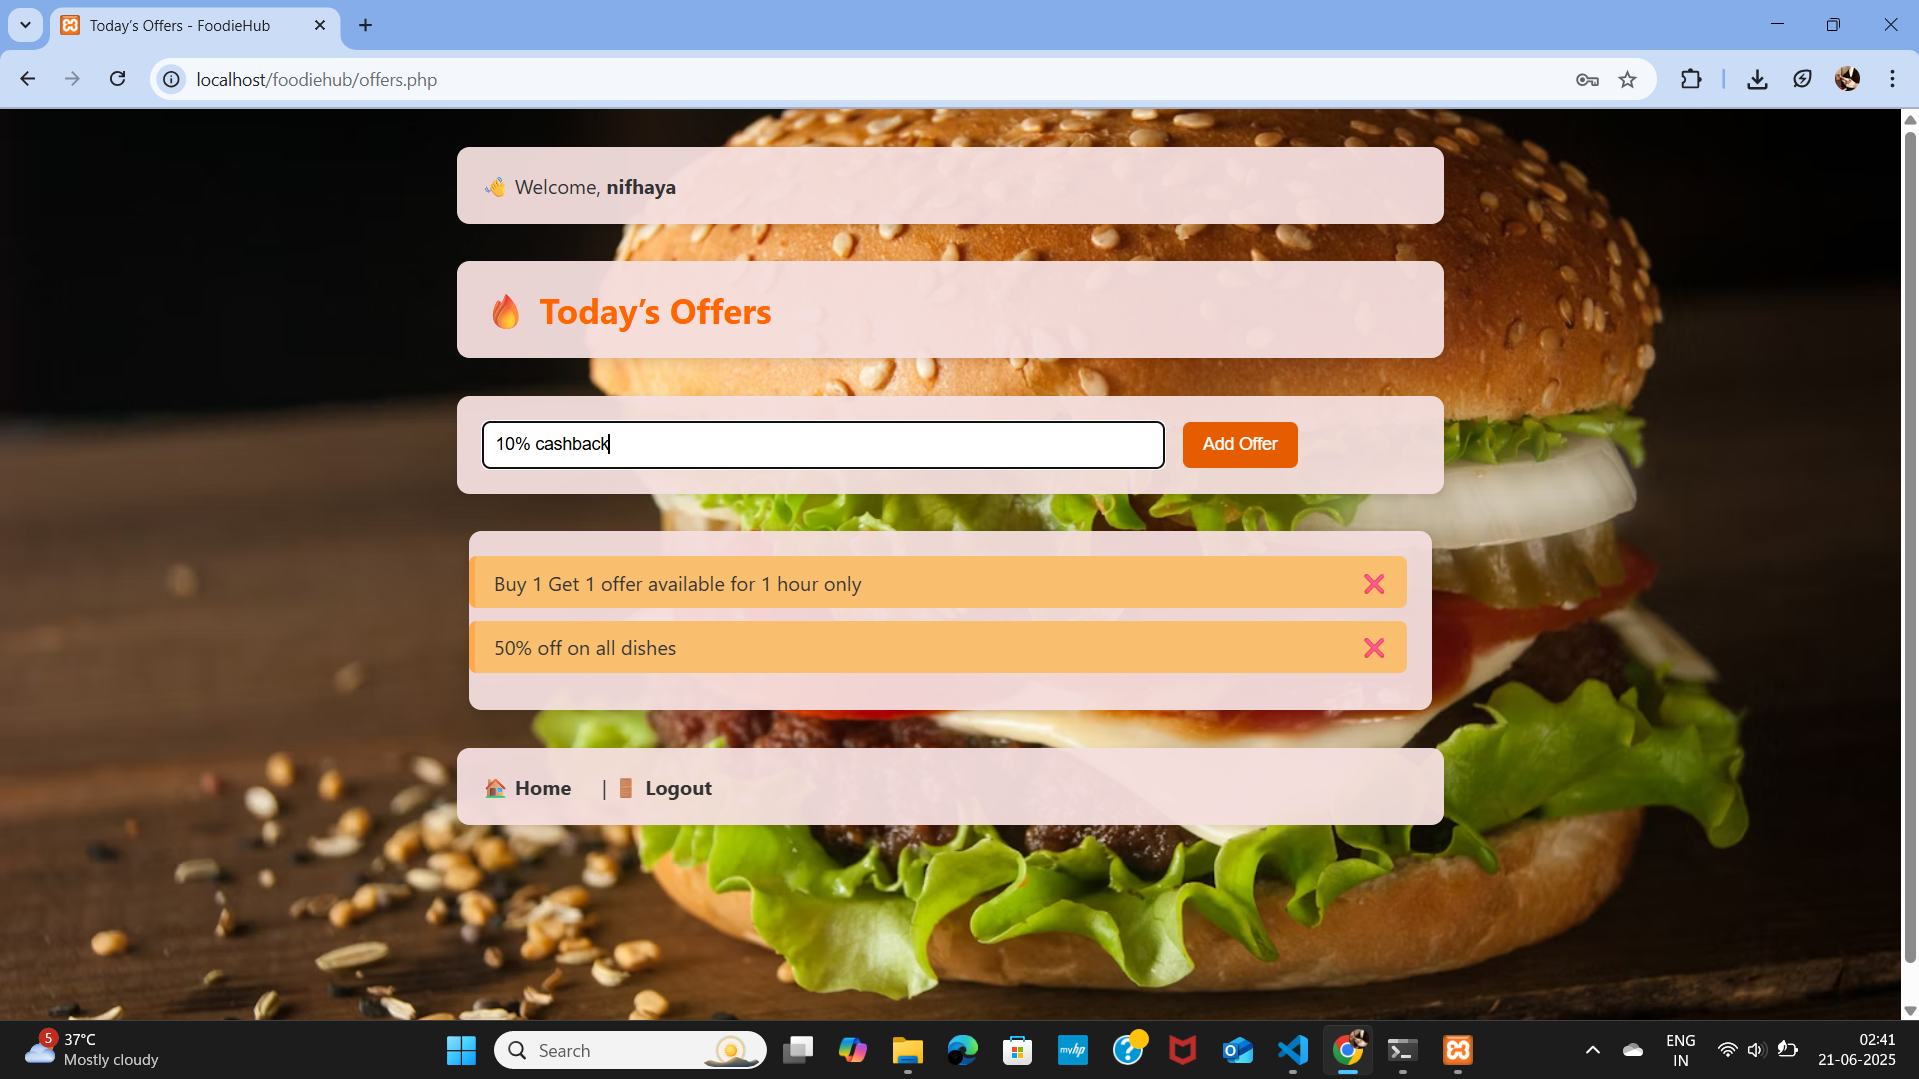 Today’s Offers - FoodieHub
localhost/foodiehub/offers.php
👋 Welcome, nifhaya
🔥 Today’s Offers
10% cashback
Add Offer
Buy 1 Get 1 offer available for 1 hour only ❌
50% off on all dishes ❌
🏠 Home | 🚪 Logout
5
37°C
Mostly cloudy
Search
myhp
ENG
IN
02:41
21-06-2025